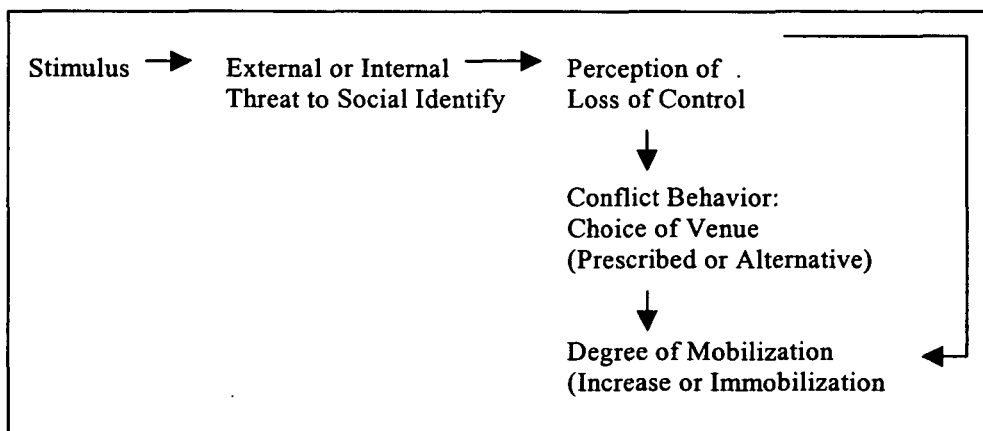 Stimulus
External or Internal
Threat to Social Identify
Perception of .
Loss of Control
Conflict Behavior:
Choice of Venue
(Prescribed or Alternative)
Degree of Mobilization
(Increase or Immobilization